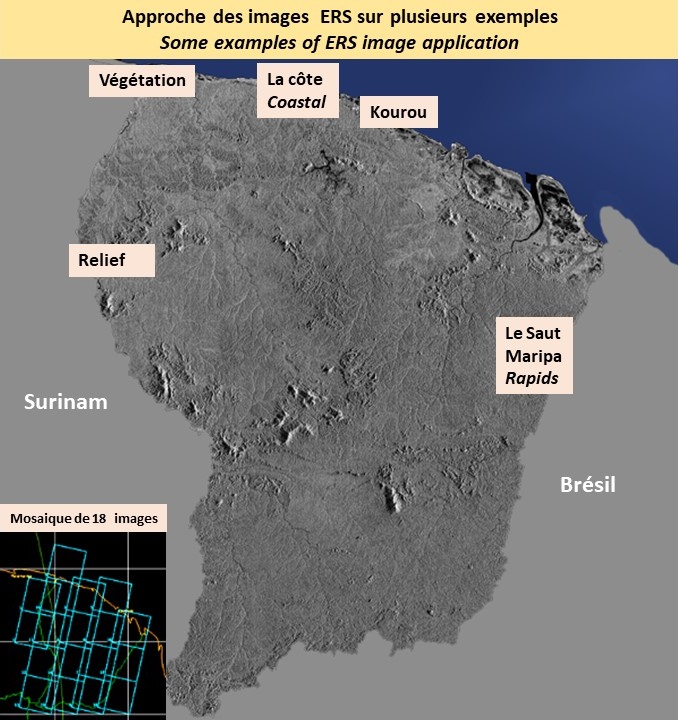 Approche des images ERS sur plusieurs exemples
Some examples of ERS image application
Végétation
La côte
Coastal
Kourou
Relief
Le Saut
Maripa
Rapids
Surinam
Brésil
Mosaique de 18 images